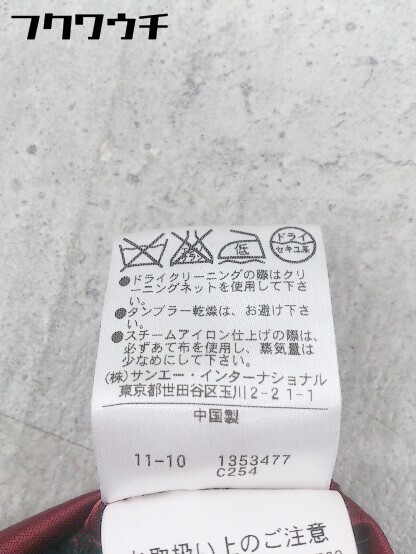 フクワウチ
エンソ
サラシ
低
ドライ
セキユ系
●ドライクリーニングの際はクリ
ーニングネットを使用して下さ
い。
●タンブラー乾燥は、お避け下さ
い。
●スチームアイロン仕上げの際は、
必ずあて布を使用し、蒸気量は
少なめにして下さい。
(株)サンエー・インターナショナル
東京都世田谷区玉川2-21-1
中国製
11-10 1353477
C254
お取扱い上のご注意